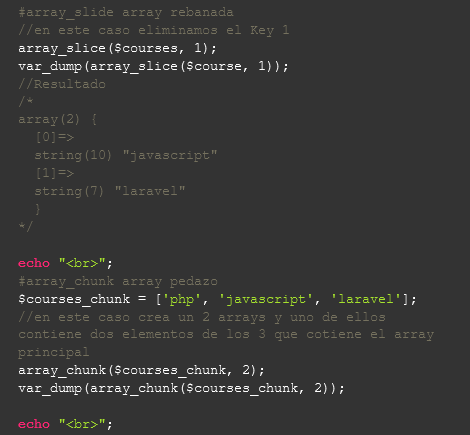 #array_slide array rebanada
//en este caso eliminamos el Key 1
array_slice($courses, 1);
var_dump(array_slice($course, 1));
//Resultado
/*
array(2) {
  [0]=>
  string(10) "javascript"
  [1]=>
  string(7) "laravel"
  }
*/
echo "<br>";
#array_chunk array pedazo
$courses_chunk = ['php', 'javascript', 'laravel'];
//en este caso crea un 2 arrays y uno de ellos
contiene dos elementos de los 3 que cotiene el array
principal
array_chunk($courses_chunk, 2);
var_dump(array_chunk($courses_chunk, 2));
echo "<br>";